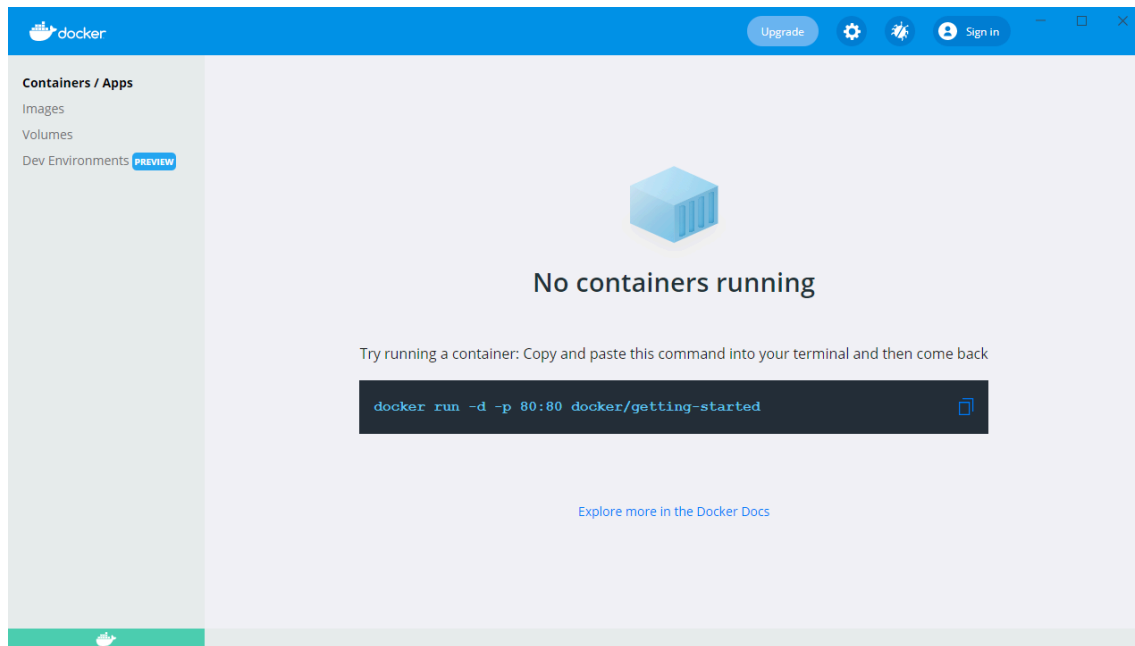 docker
Upgrade
Sign in
Containers / Apps
Images
Volumes
Dev Environments PREVIEW
No containers running
Try running a container: Copy and paste this command into your terminal and then come back
docker run -d -p 80:80 docker/getting-started
Explore more in the Docker Docs